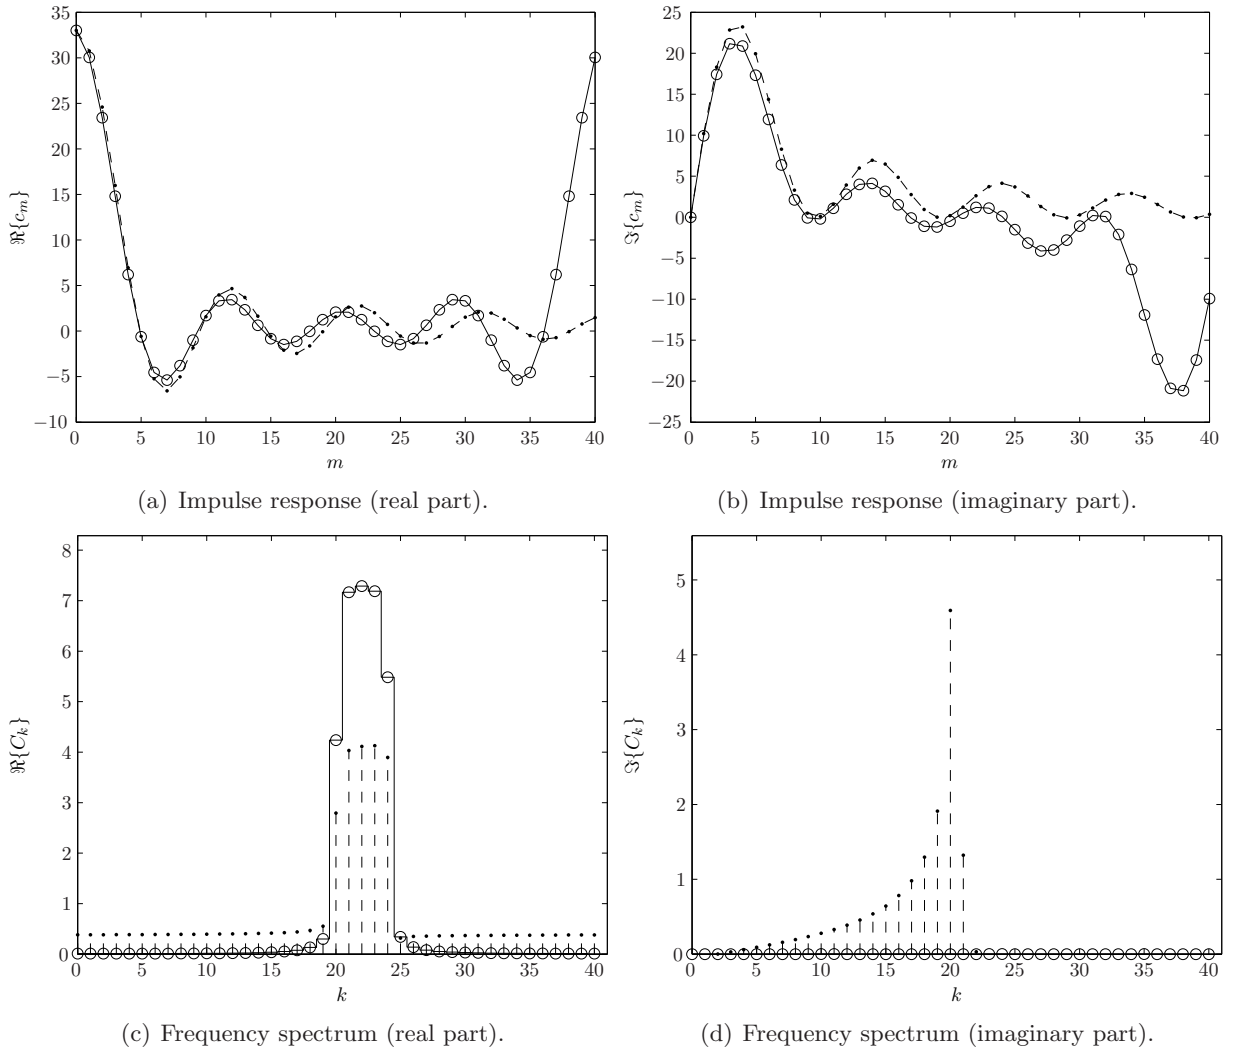 35
30
25
20
15
10
5
0
−5
−10
ℜ{c_m}
0 5 10 15 20 25 30 35 40
m
(a) Impulse response (real part).
25
20
15
10
5
0
−5
−10
−15
−20
−25
ℑ{c_m}
0 5 10 15 20 25 30 35 40
m
(b) Impulse response (imaginary part).
8
7
6
5
4
3
2
1
0
ℜ{C_k}
0 5 10 15 20 25 30 35 40
k
(c) Frequency spectrum (real part).
5
4
3
2
1
0
ℑ{C_k}
0 5 10 15 20 25 30 35 40
k
(d) Frequency spectrum (imaginary part).